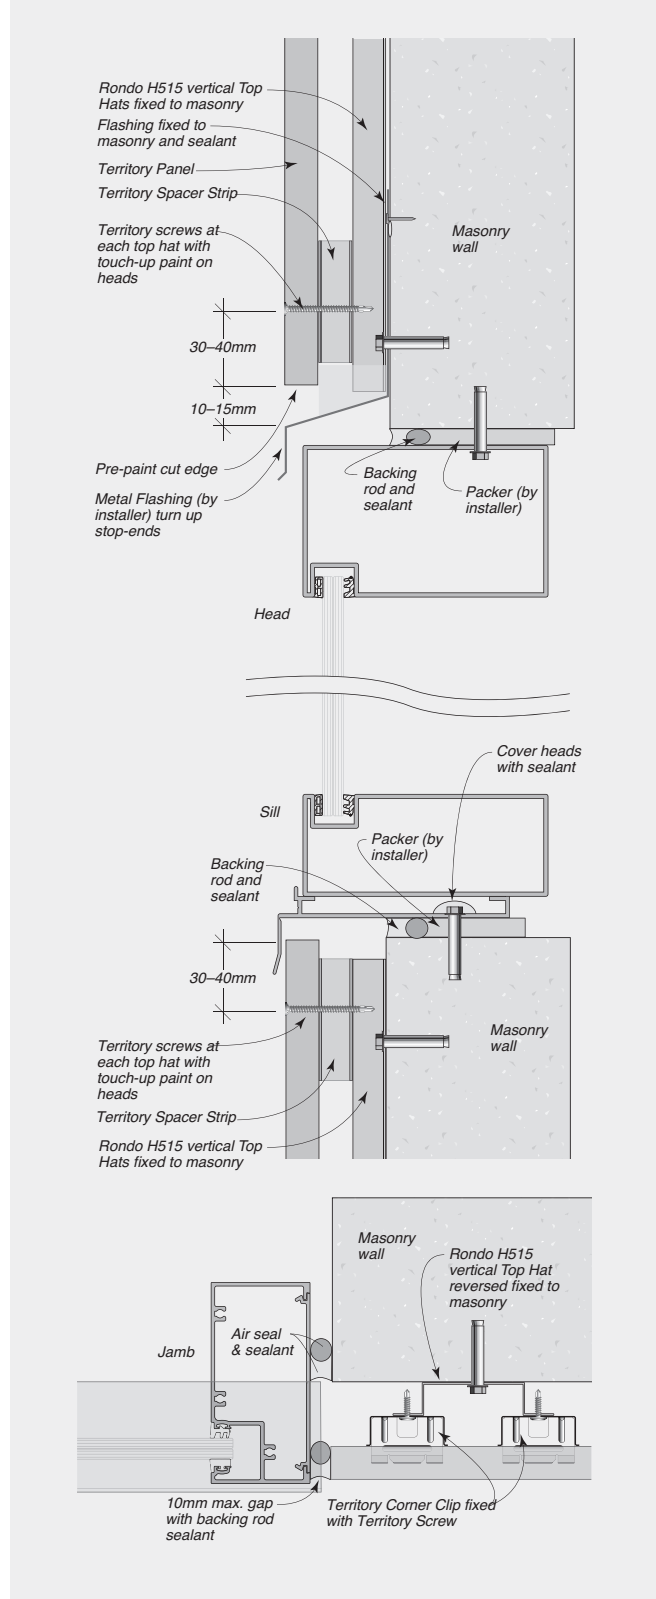 Rondo H515 vertical Top
Hats fixed to masonry
Flashing fixed to
masonry and sealant
Territory Panel
Territory Spacer Strip
Territory screws at
each top hat with
touch-up paint on
heads
Masonry
wall
30–40mm
10–15mm
Pre-paint cut edge
Metal Flashing (by
installer) turn up
stop-ends
Backing
rod and
sealant
Packer (by
installer)
Head
Cover heads
with sealant
Sill
Packer (by
installer)
Backing
rod and
sealant
30–40mm
Territory screws at
each top hat with
touch-up paint on
heads
Masonry
wall
Territory Spacer Strip
Rondo H515 vertical Top
Hats fixed to masonry
Masonry
wall
Rondo H515
vertical Top Hat
reversed fixed to
masonry
Air seal
& sealant
Jamb
10mm max. gap
with backing rod
sealant
Territory Corner Clip fixed
with Territory Screw